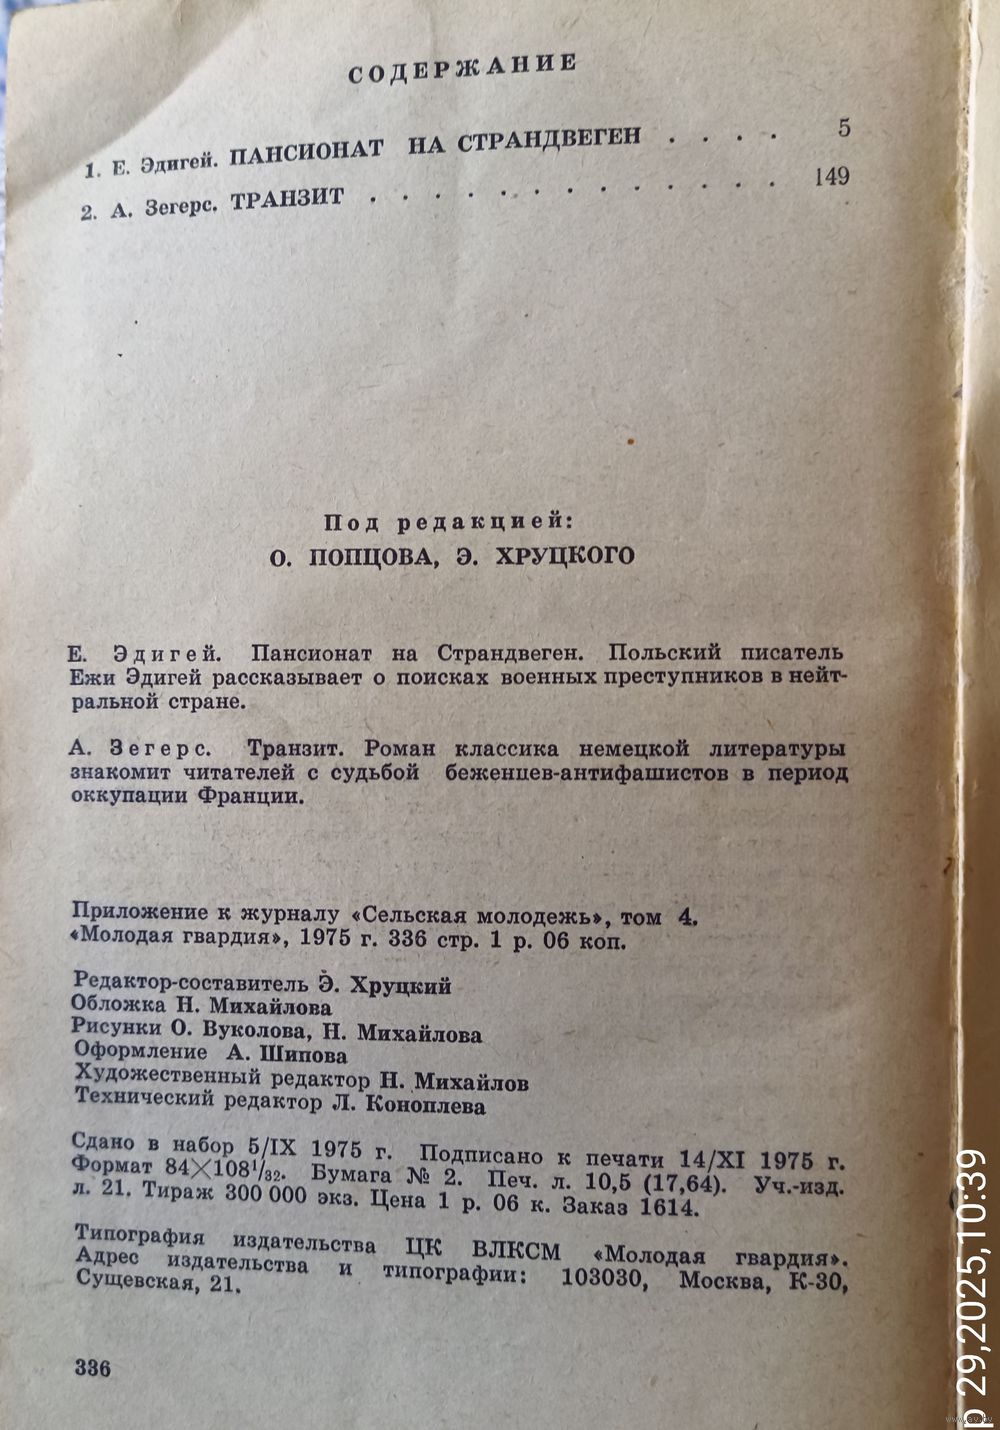 СОДЕРЖАНИЕ
1. Е. Эдигей. ПАНСИОНАТ НА СТРАНДВЕГЕН . . . . 5
2. А. Зегерс. ТРАНЗИТ . . . . . . . . . . . . . 149
Под редакцией:
О. ПОПЦОВА, Э. ХРУЦКОГО
Е. Эдигей. Пансионат на Страндвеген. Польский писатель
Ежи Эдигей рассказывает о поисках военных преступников в нейт-
ральной стране.
А. Зегерс. Транзит. Роман классика немецкой литературы
знакомит читателей с судьбой беженцев-антифашистов в период
оккупации Франции.
Приложение к журналу «Сельская молодежь», том 4.
«Молодая гвардия», 1975 г. 336 стр. 1 р. 06 коп.
Редактор-составитель Э. Хруцкий
Обложка Н. Михайлова
Рисунки О. Вуколова, Н. Михайлова
Оформление А. Шипова
Художественный редактор Н. Михайлов
Технический редактор Л. Коноплева
Сдано в набор 5/IX 1975 г. Подписано к печати 14/XI 1975 г.
Формат 84×108¹/₃₂. Бумага № 2. Печ. л. 10,5 (17,64). Уч.-изд.
л. 21. Тираж 300 000 экз. Цена 1 р. 06 к. Заказ 1614.
Типография издательства ЦК ВЛКСМ «Молодая гвардия».
Адрес издательства и типографии: 103030, Москва, К-30,
Сущевская, 21.
336
р 29,2025,10:39
www.ay.by